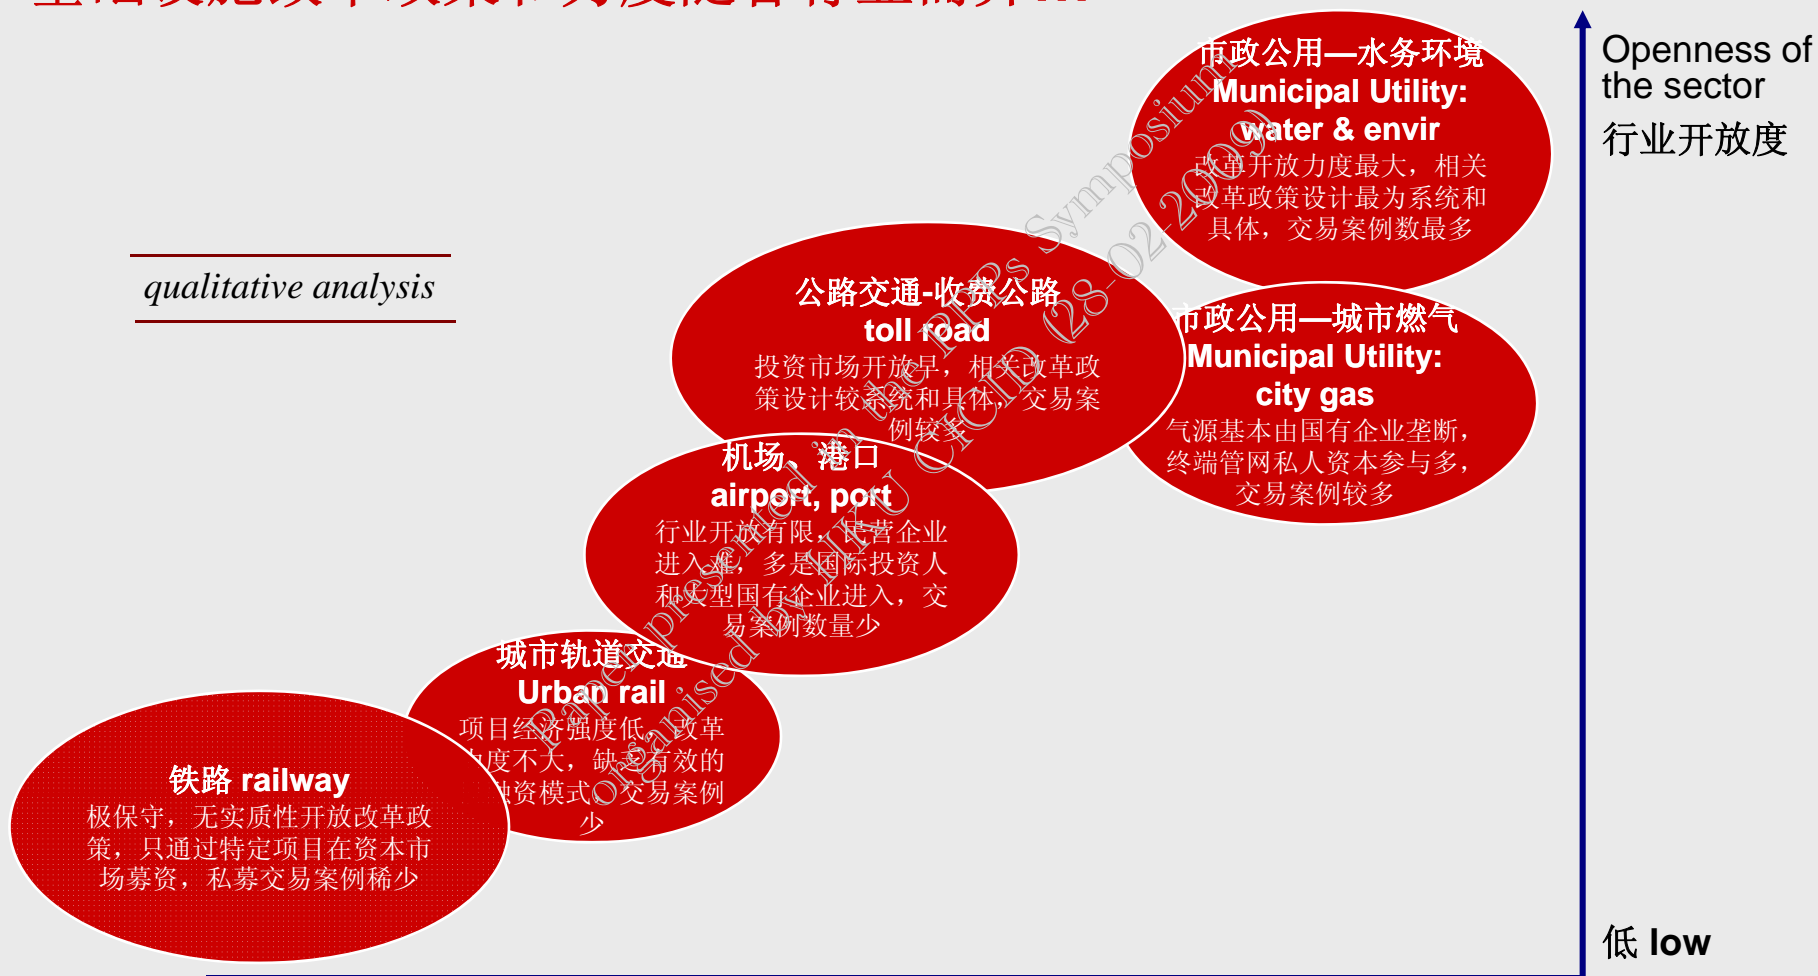 Openness of
the sector
行业开放度
市政公用—水务环境
Municipal Utility:
water & envir
改革开放力度最大，相关
改革政策设计最为系统和
具体，交易案例数最多
qualitative analysis
公路交通-收费公路
toll road
投资市场开放早，相关改革政
策设计较系统和具体，交易案
例较多
市政公用—城市燃气
Municipal Utility:
city gas
气源基本由国有企业垄断，
终端管网私人资本参与多，
交易案例较多
机场、港口
airport, port
行业开放有限，民营企业
进入难，多是国际投资人
和大型国有企业进入，交
易案例数量少
城市轨道交通
Urban rail
项目经济强度低，改革
力度不大，缺乏有效的
融资模式，交易案例
少
铁路 railway
极保守，无实质性开放改革政
策，只通过特定项目在资本市
场募资，私募交易案例稀少
低 low
Paper presented in the PPPs Symposium
organised by HKU CICID (28-02-2009)